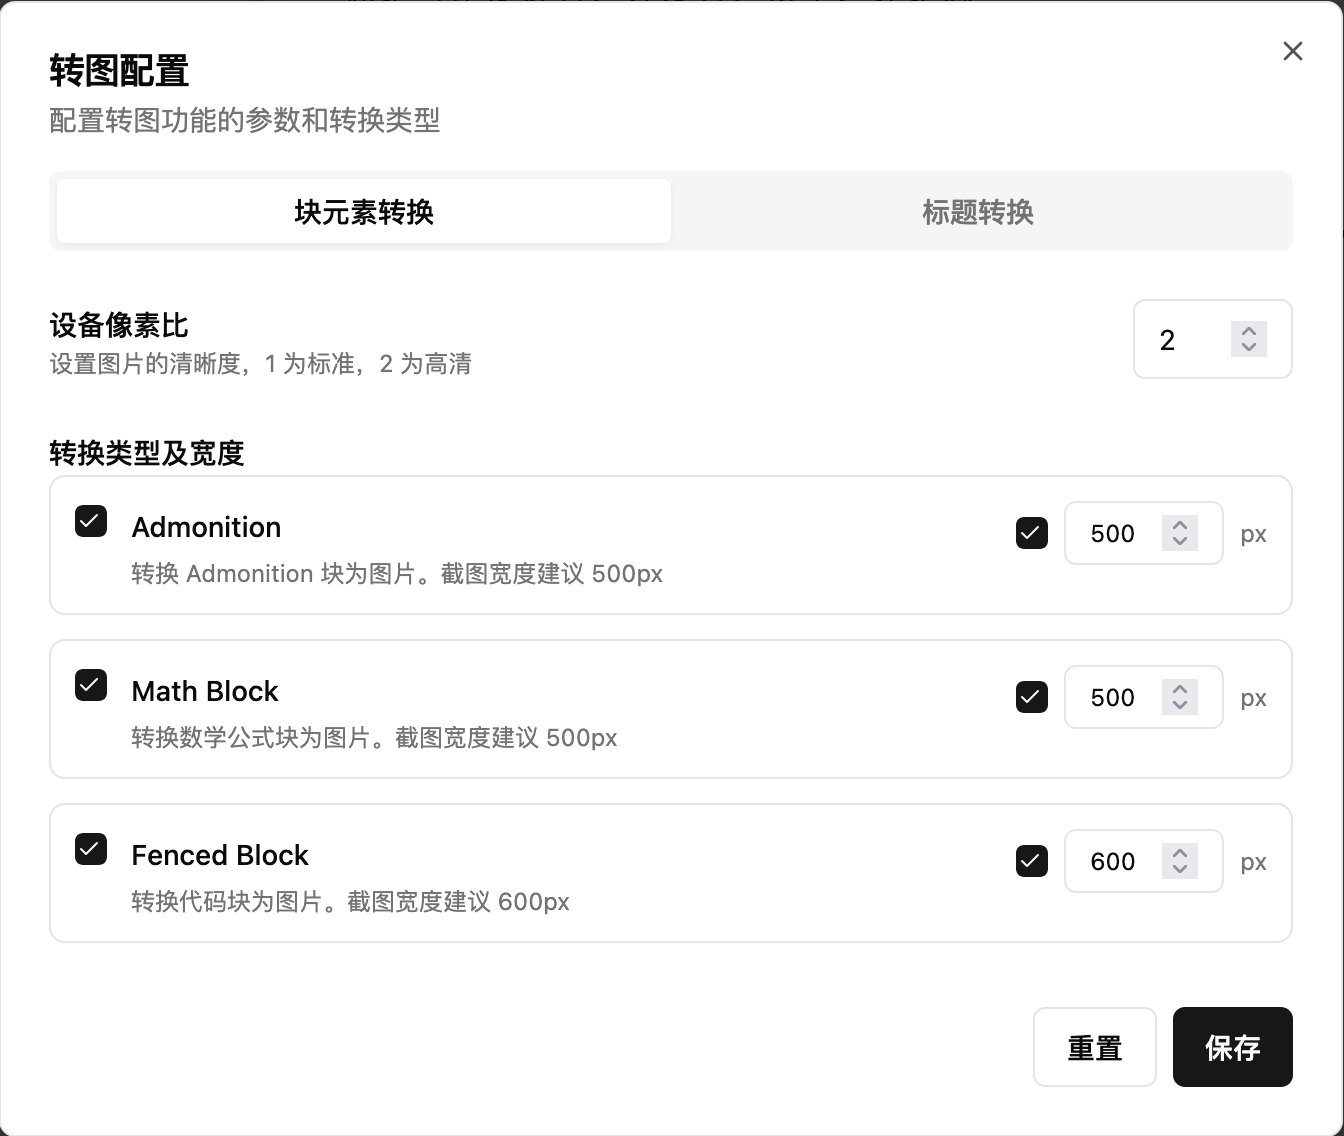 转图配置
配置转图功能的参数和转换类型
块元素转换
标题转换
设备像素比
设置图片的清晰度，1 为标准，2 为高清
2
转换类型及宽度
Admonition
转换 Admonition 块为图片。截图宽度建议 500px
500 px
Math Block
转换数学公式块为图片。截图宽度建议 500px
500 px
Fenced Block
转换代码块为图片。截图宽度建议 600px
600 px
重置
保存